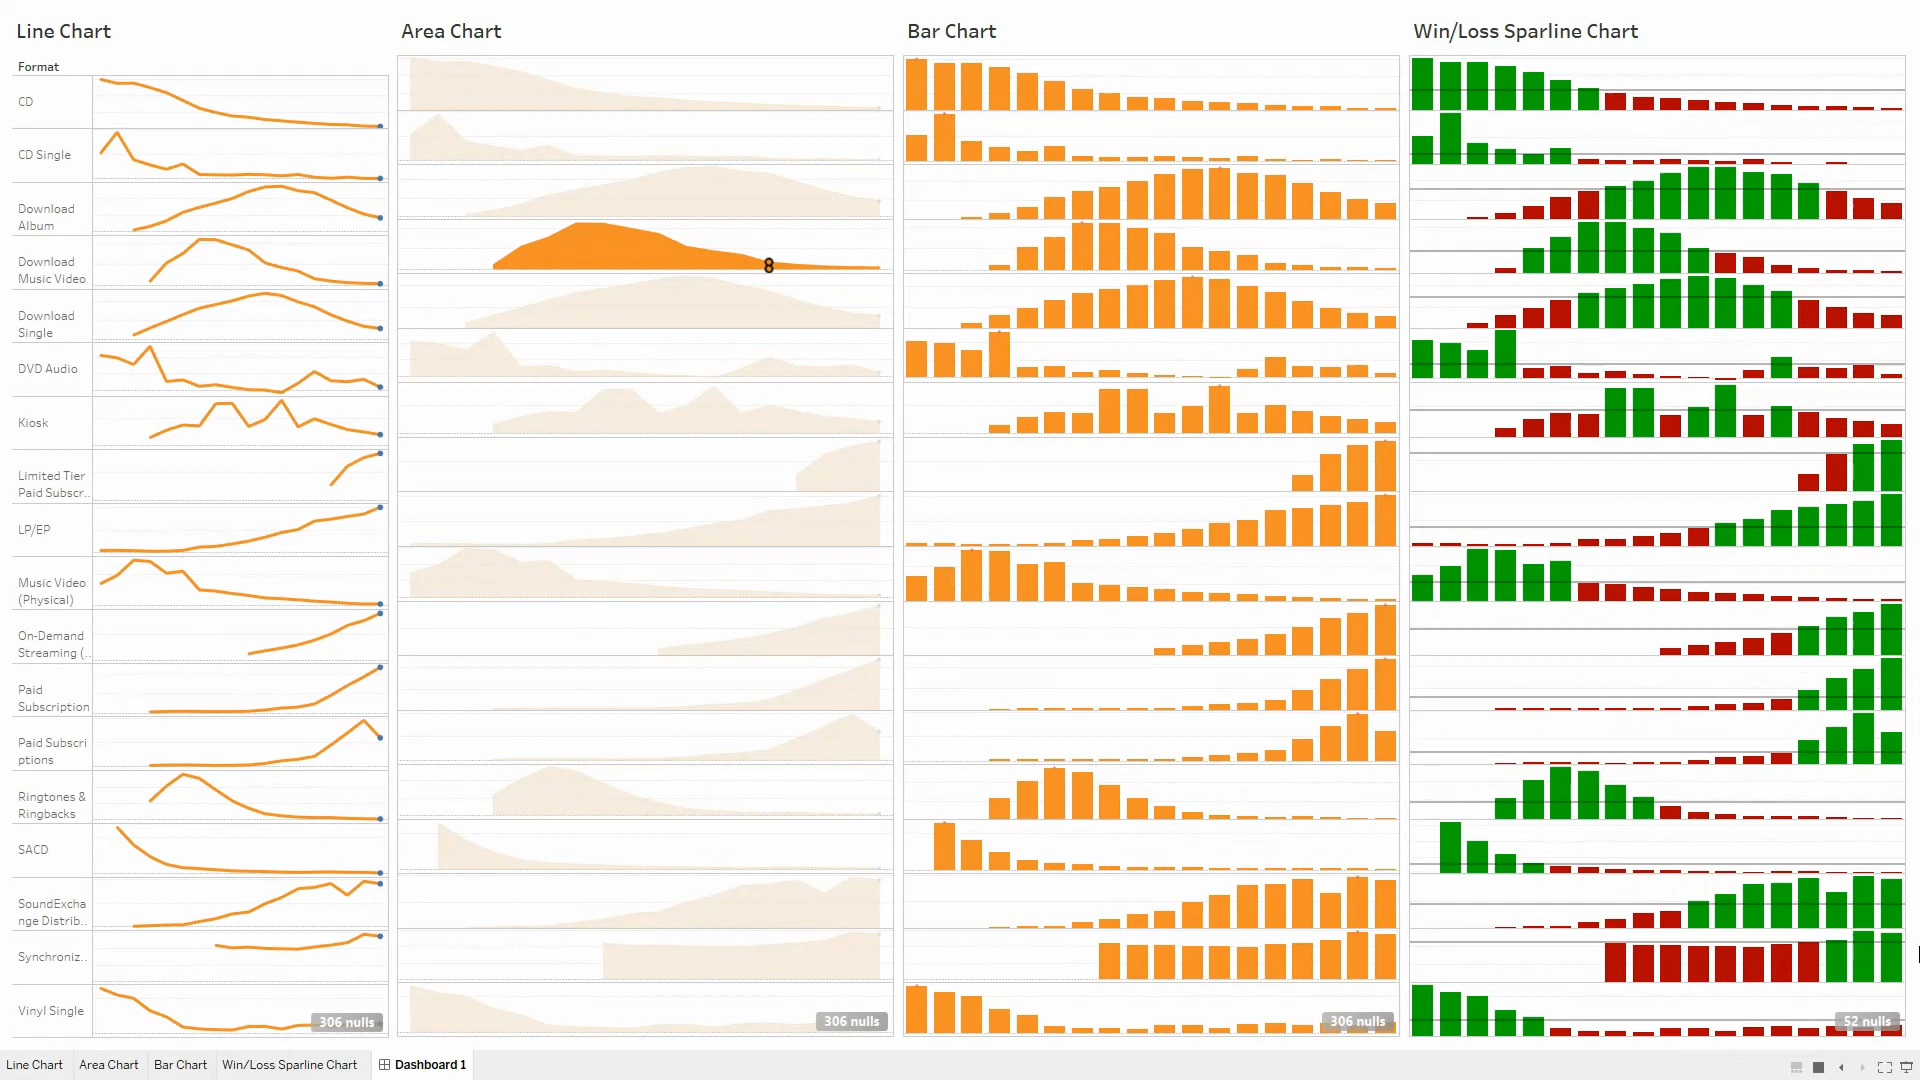 Line Chart
Area Chart
Bar Chart
Win/Loss Sparline Chart
Format
CD
CD Single
Download
Album
Download
Music Video
Download
Single
DVD Audio
Kiosk
Limited Tier
Paid Subscr..
LP/EP
Music Video
(Physical)
On-Demand
Streaming (..
Paid
Subscription
Paid Subscri
ptions
Ringtones &
Ringbacks
SACD
SoundExcha
nge Distrib..
Synchroniz..
Vinyl Single
306 nulls
306 nulls
306 nulls
52 nulls
Line Chart
Area Chart
Bar Chart
Win/Loss Sparline Chart
Dashboard 1